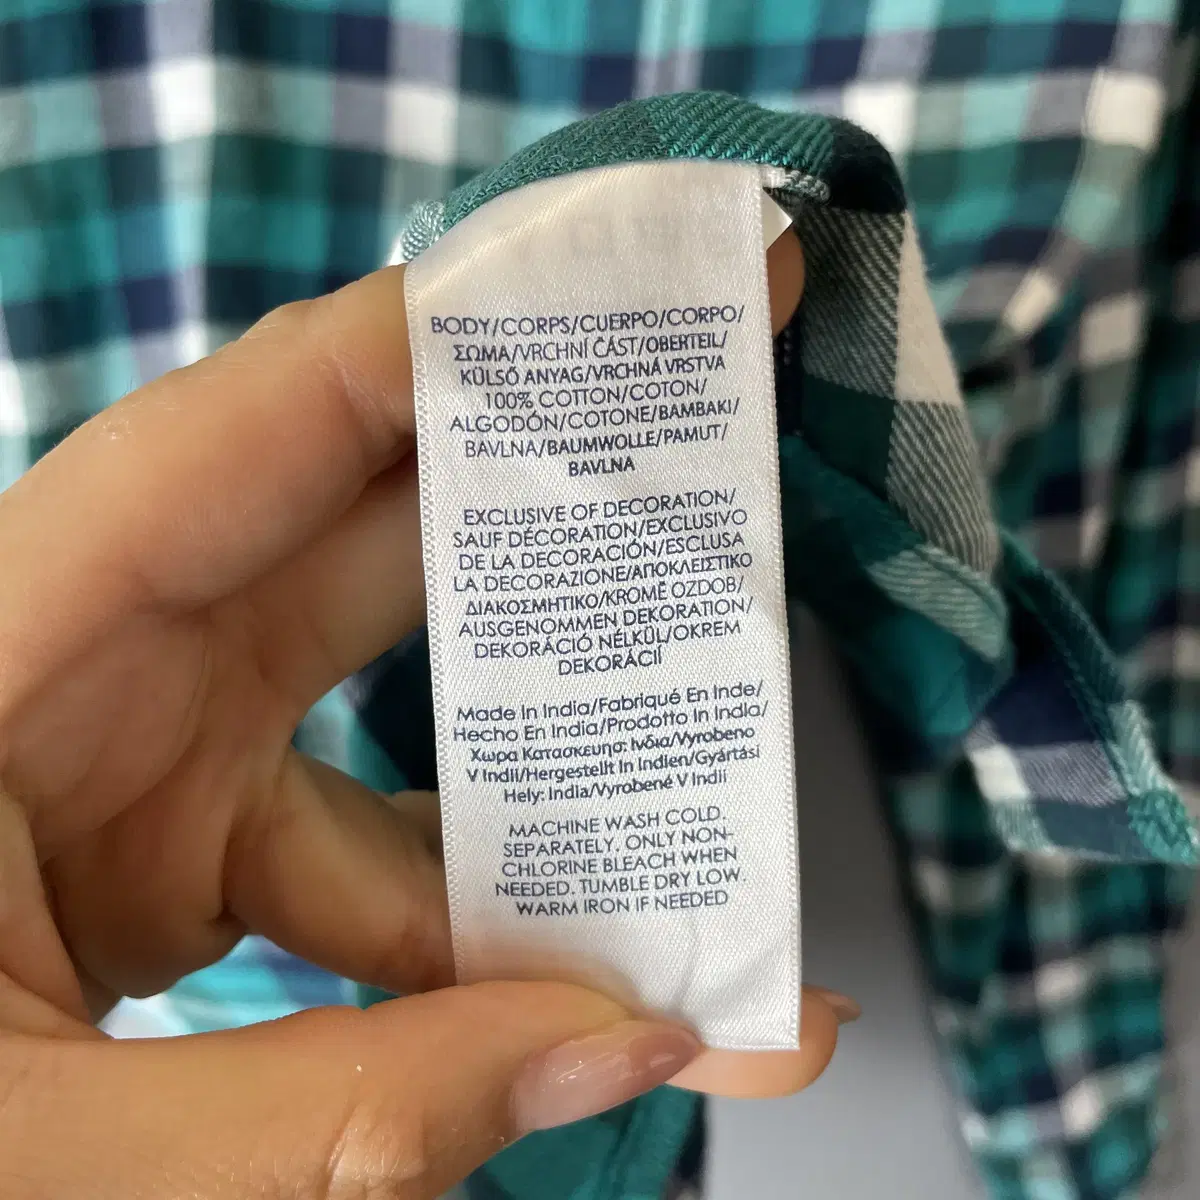 BODY/CORPS/CUERPO/CORPO/
ΣΩΜΑ/VRCHNÍ ČÁST/OBERTEIL/
KÜLSŐ ANYAG/VRCHNÁ VRSTVA
100% COTTON/COTON/
ALGODÓN/COTONE/BAMBAKI/
BAVLNA/BAUMWOLLE/PAMUT/
BAVLNA
EXCLUSIVE OF DECORATION/
SAUF DÉCORATION/EXCLUSIVO
DE LA DECORACIÓN/ESCLUSA
LA DECORAZIONE/ΑΠΟΚΛΕΙΣΤΙΚΟ
ΔΙΑΚΟΣΜΗΤΙΚΟ/KROMĚ OZDOB/
AUSGENOMMEN DEKORATION/
DEKORÁCIÓ NÉLKÜL/OKREM
DEKORÁCIÍ
Made In India/Fabriqué En Inde/
Hecho En India/Prodotto In India/
Χωρα Κατασκευησ: Ινδια/Vyrobeno
V Indii/Hergestellt In Indien/Gyártási
Hely: India/Vyrobené V Indii
MACHINE WASH COLD.
SEPARATELY. ONLY NON-
CHLORINE BLEACH WHEN
NEEDED. TUMBLE DRY LOW.
WARM IRON IF NEEDED